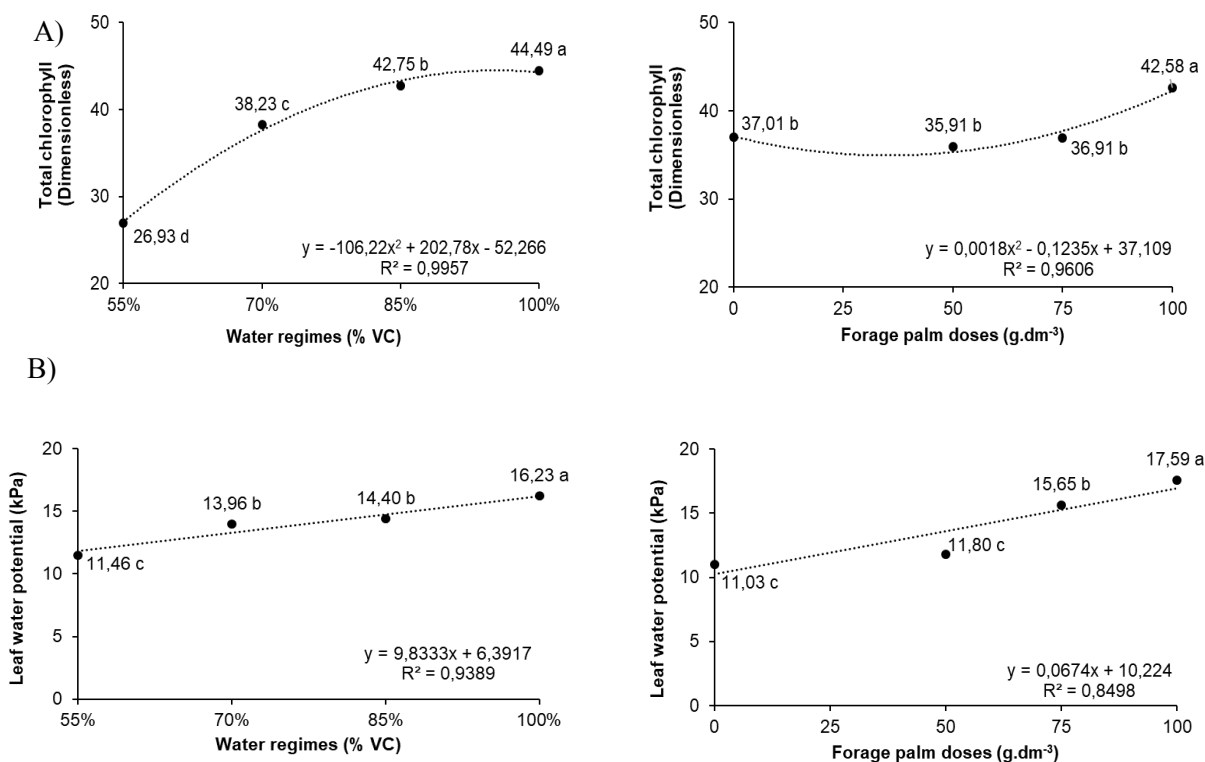 A)
Total chlorophyll
(Dimensionless)
50
40
30
20
26,93 d
38,23 c
42,75 b
44,49 a
y = -106,22x² + 202,78x - 52,266
R² = 0,9957
55%
70%
85%
100%
Water regimes (% VC)
Total chlorophyll
(Dimensionless)
50
40
30
20
37,01 b
35,91 b
36,91 b
42,58 a
y = 0,0018x² - 0,1235x + 37,109
R² = 0,9606
0
25
50
75
100
Forage palm doses (g.dm⁻³)
B)
Leaf water potential (kPa)
20
15
10
5
0
11,46 c
13,96 b
14,40 b
16,23 a
y = 9,8333x + 6,3917
R² = 0,9389
55%
70%
85%
100%
Water regimes (% VC)
Leaf water potential (kPa)
20
15
10
5
0
11,03 c
11,80 c
15,65 b
17,59 a
y = 0,0674x + 10,224
R² = 0,8498
0
25
50
75
100
Forage palm doses (g.dm⁻³)